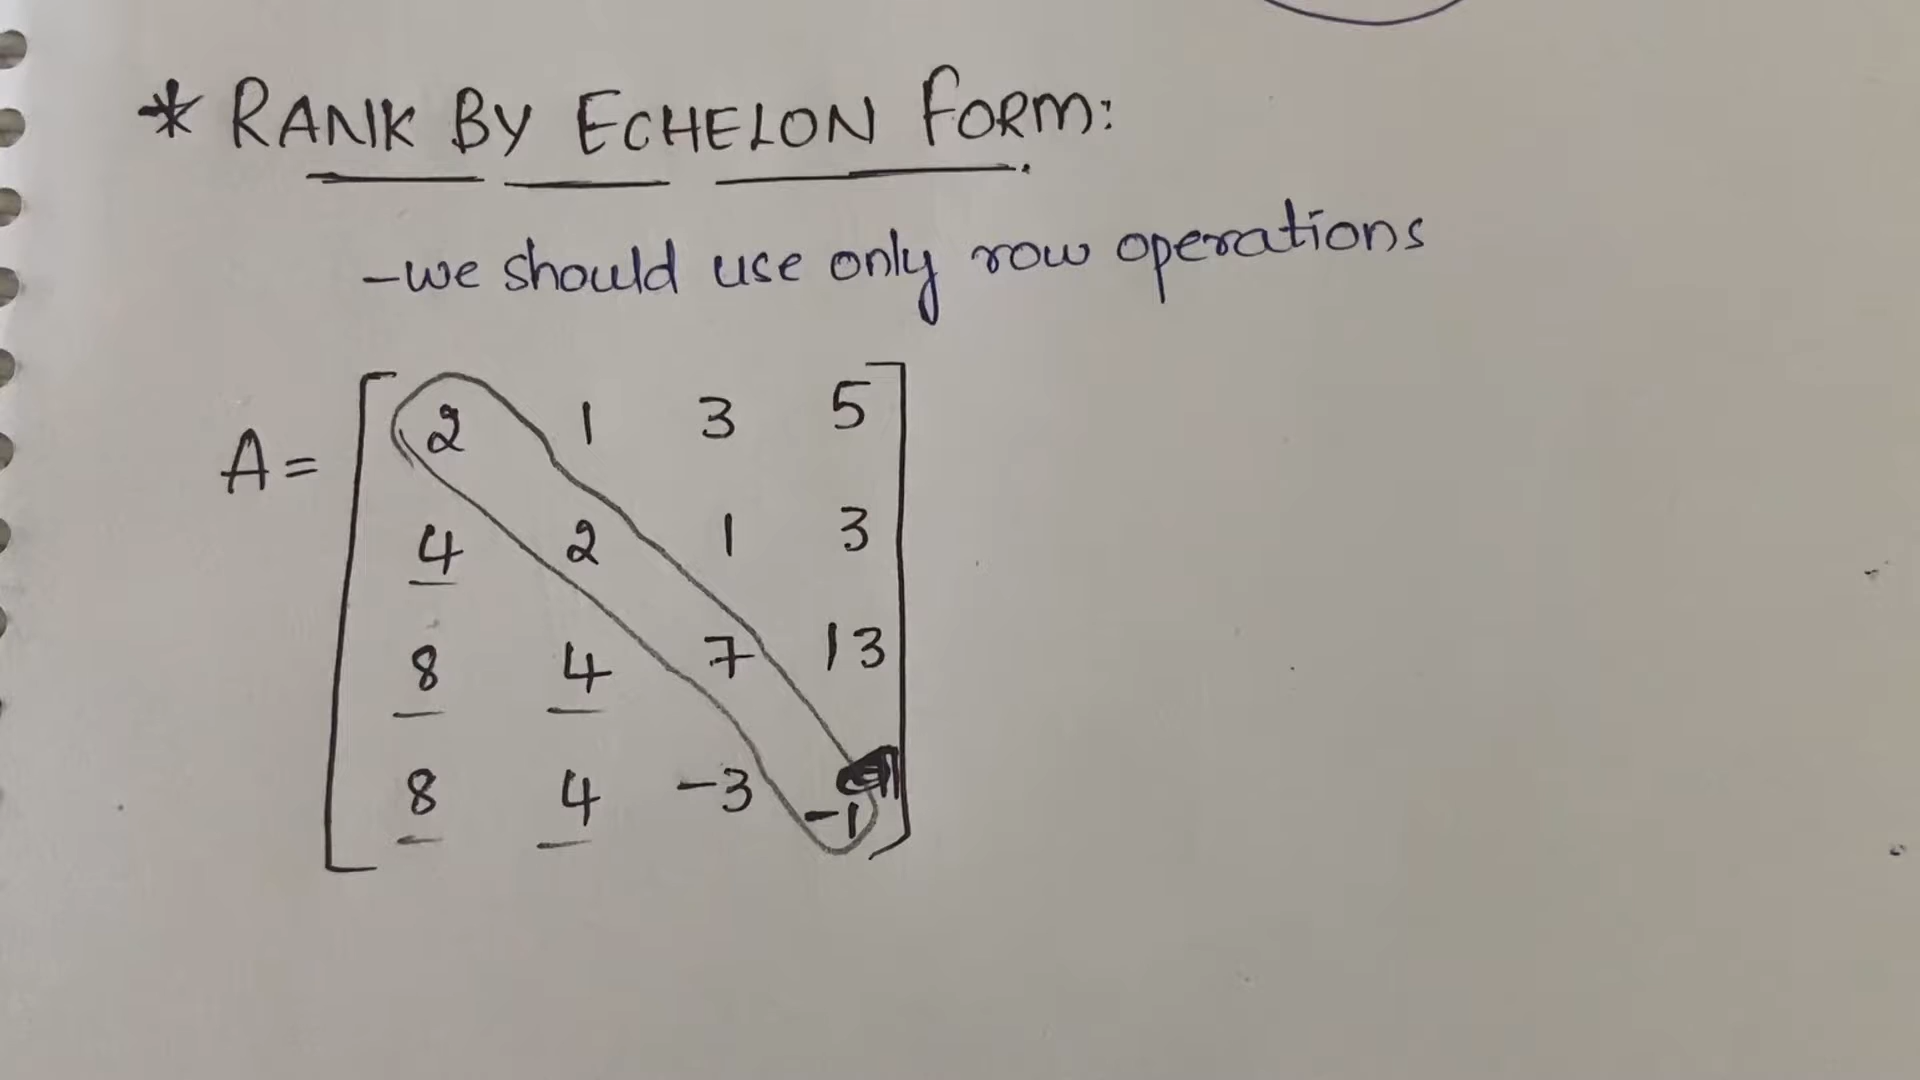 * RANK BY ECHELON FORM:
-we should use only row operations
A=
2 1 3 5
4 2 1 3
8 4 7 13
8 4 -3 -1